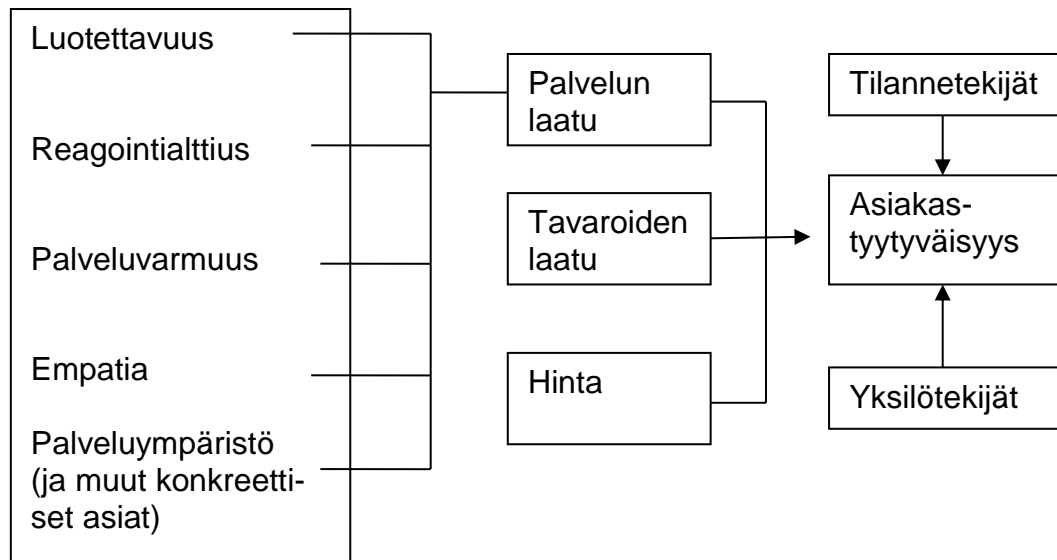 Luotettavuus
Reagointialttius
Palveluvarmuus
Empatia
Palveluympäristö
(ja muut konkreetti-
set asiat)
Palvelun
laatu
Tavaroiden
laatu
Hinta
Tilannetekijät
Asiakas-
tyytyväisyys
Yksilötekijät